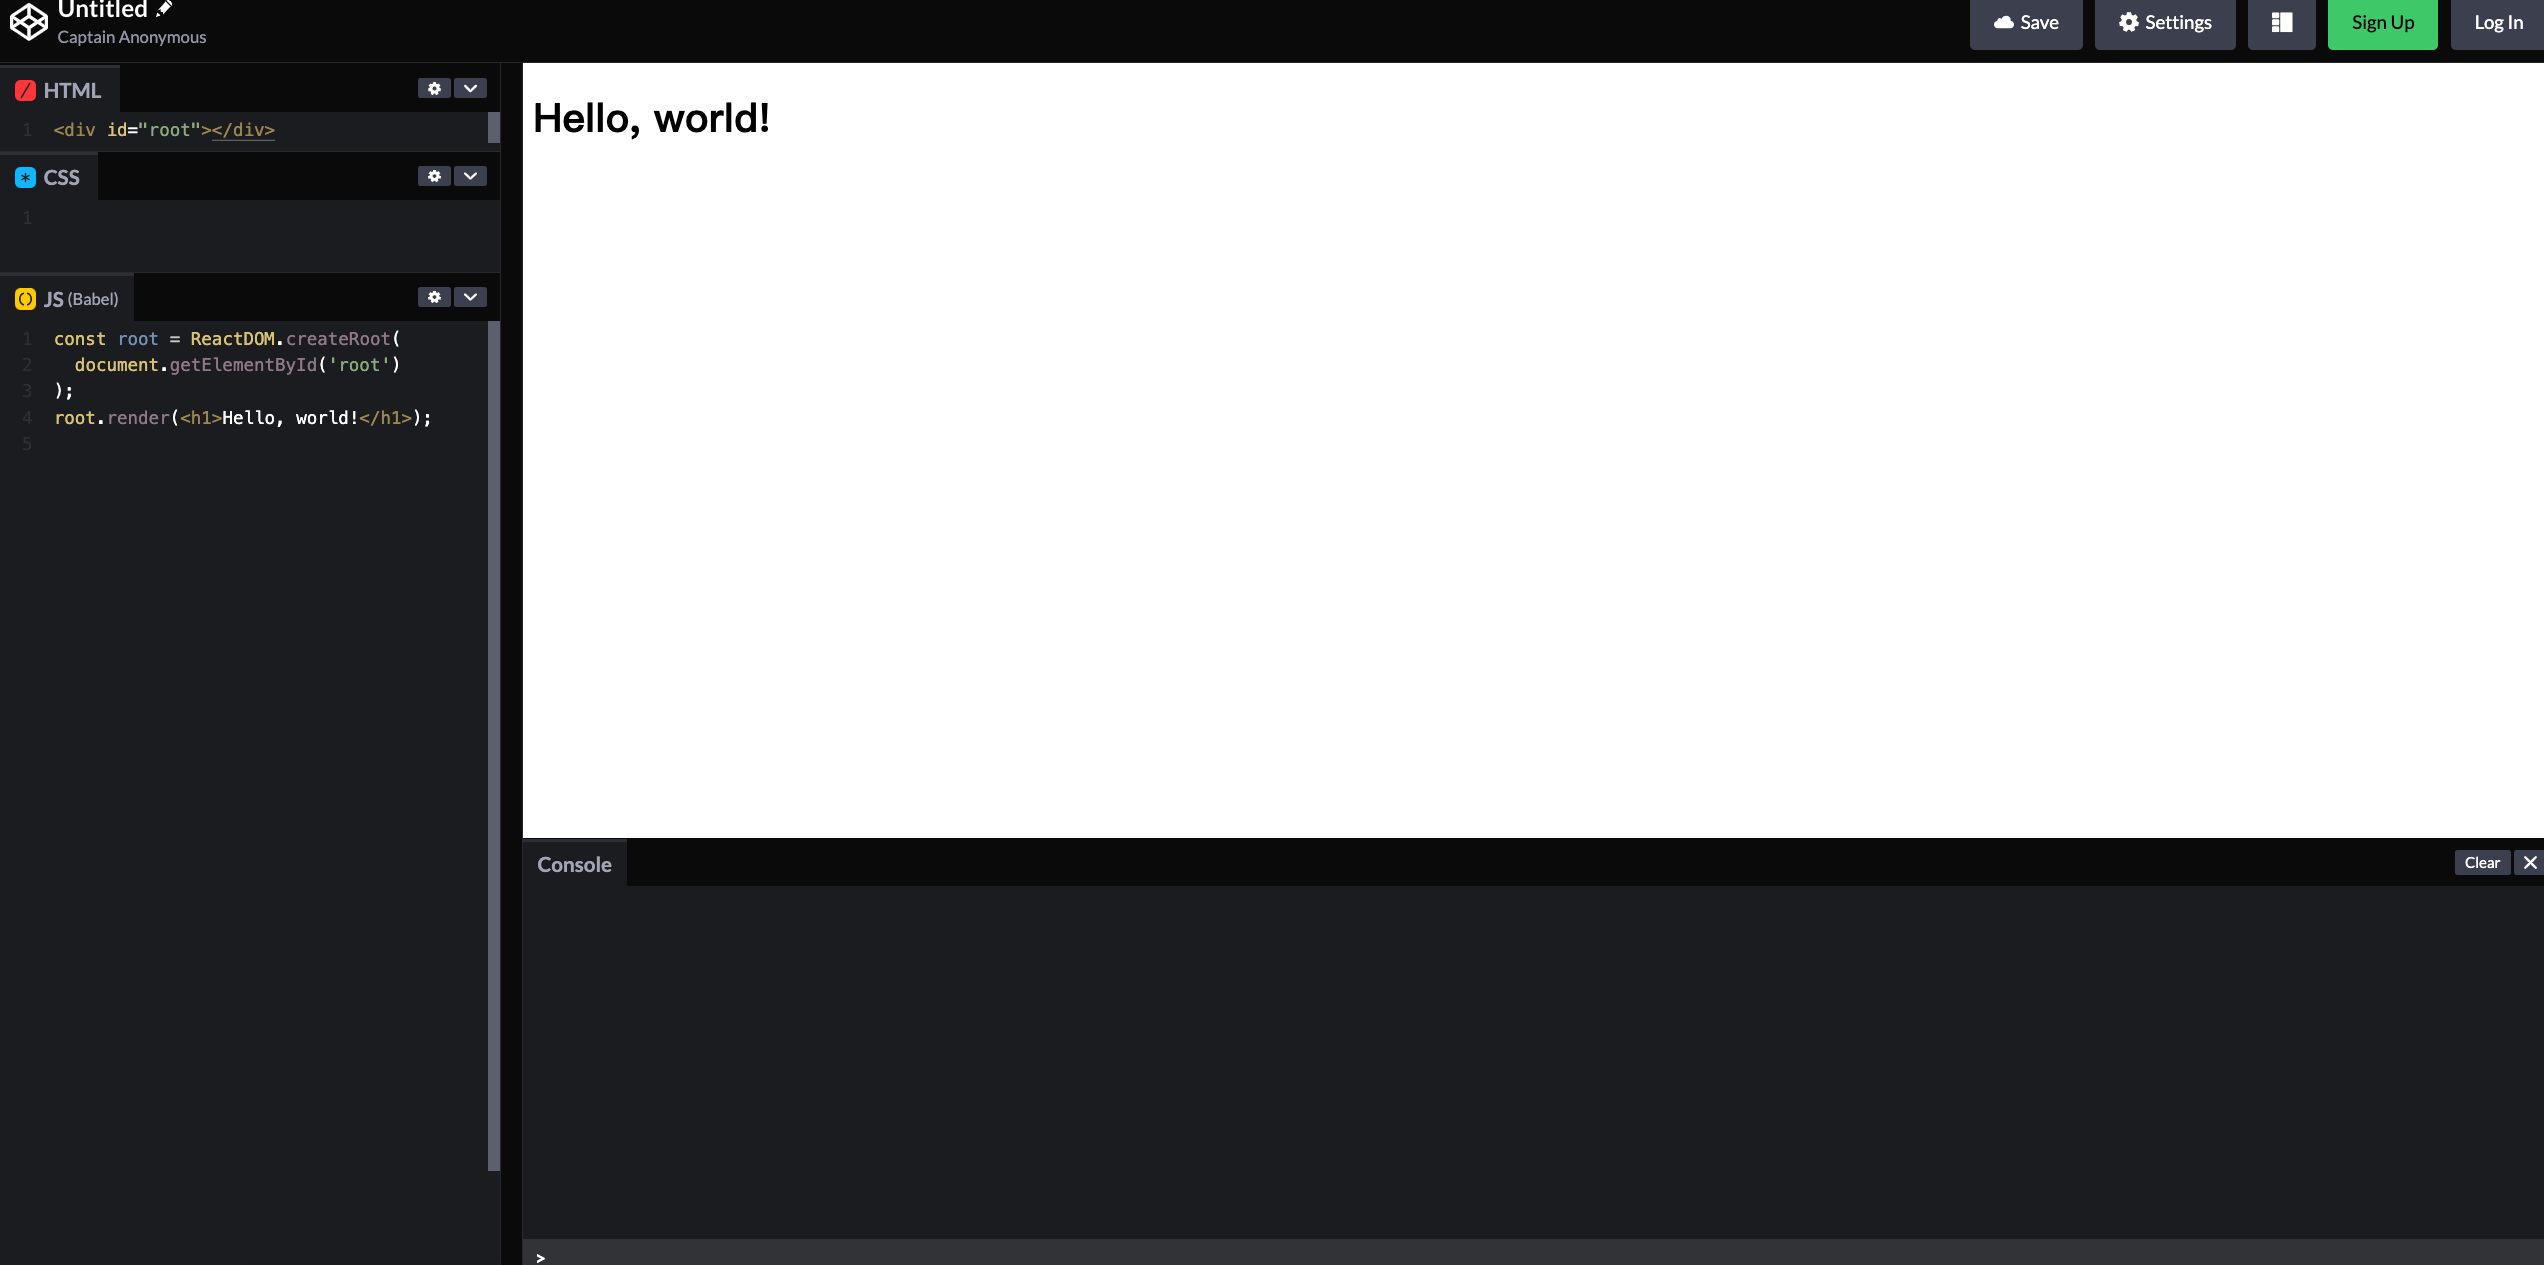 Untitled
Captain Anonymous
Save
Settings
Sign Up
Log In
HTML
1 <div id="root"></div>
CSS
1
JS (Babel)
1 const root = ReactDOM.createRoot(
2   document.getElementById('root')
3 );
4 root.render(<h1>Hello, world!</h1>);
5
Hello, world!
Console
Clear
>